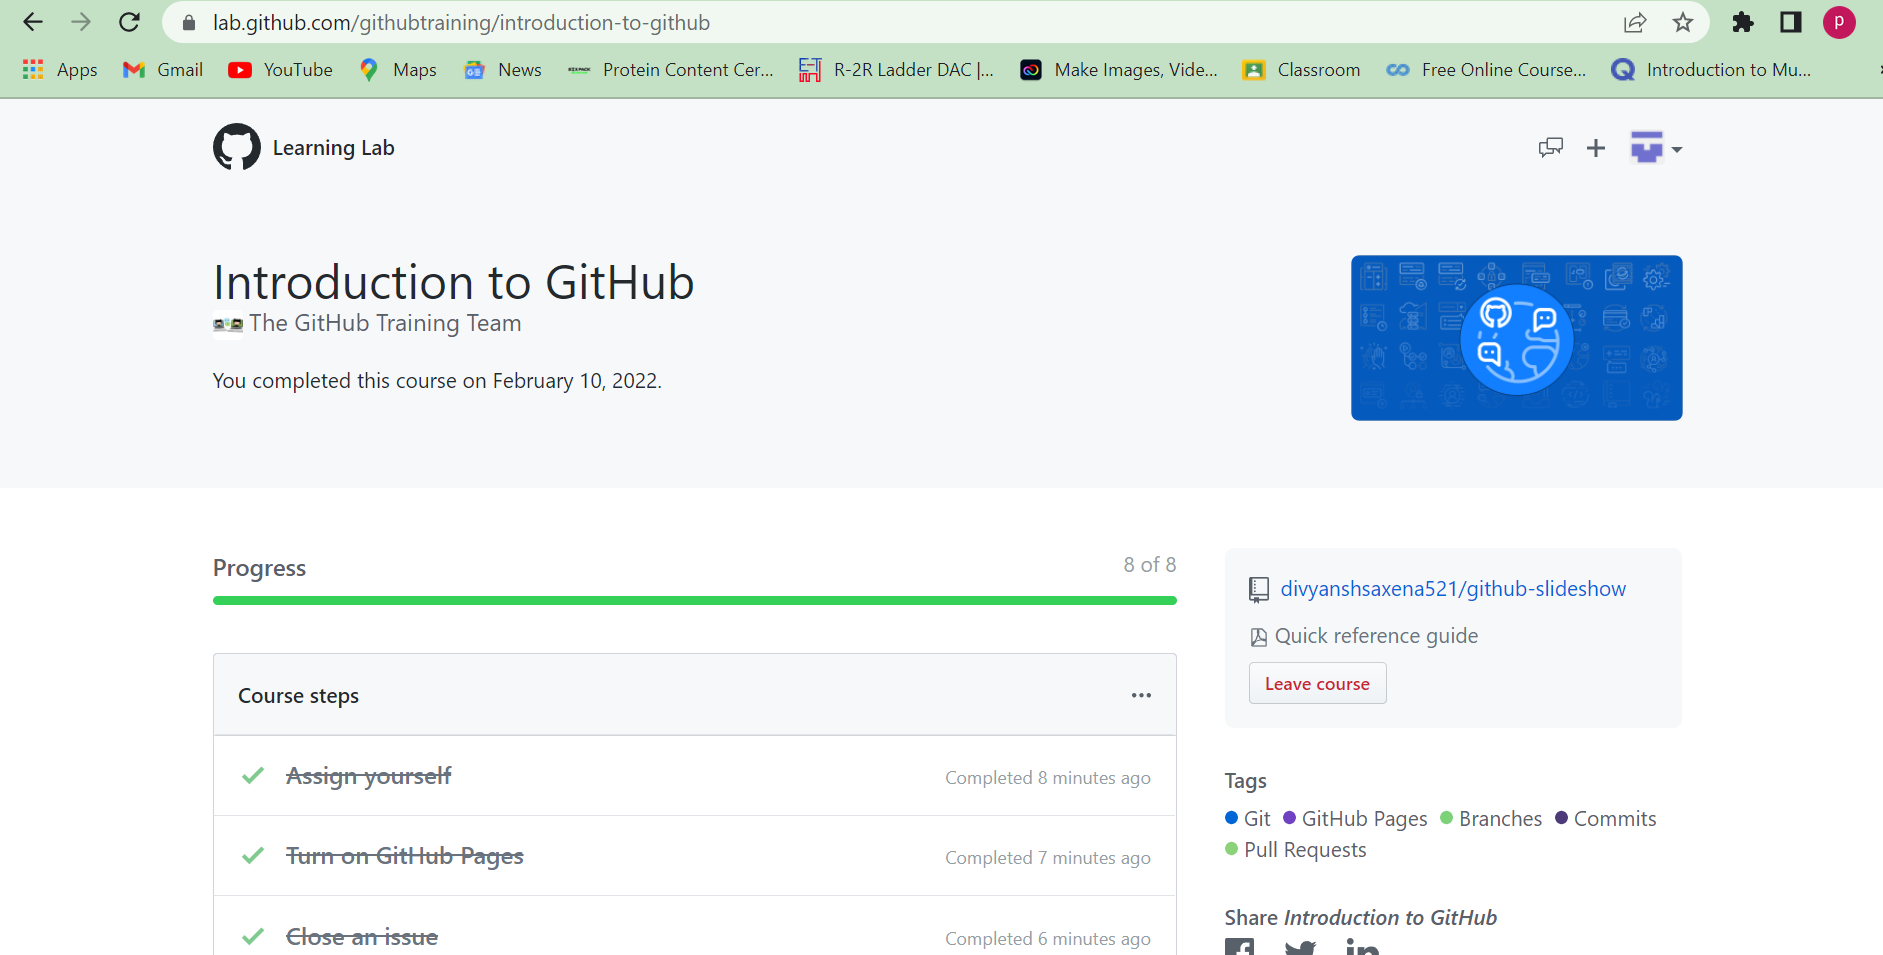 lab.github.com/githubtraining/introduction-to-github
P
Apps Gmail YouTube Maps News Protein Content Cer... R-2R Ladder DAC |... Make Images, Vide... Classroom Free Online Course... Introduction to Mu...
Learning Lab
Introduction to GitHub
The GitHub Training Team
You completed this course on February 10, 2022.
Progress 8 of 8
Course steps
Assign yourself Completed 8 minutes ago
Turn on GitHub Pages Completed 7 minutes ago
Close an issue Completed 6 minutes ago
divyanshsaxena521/github-slideshow
Quick reference guide
Leave course
Tags
Git GitHub Pages Branches Commits
Pull Requests
Share Introduction to GitHub